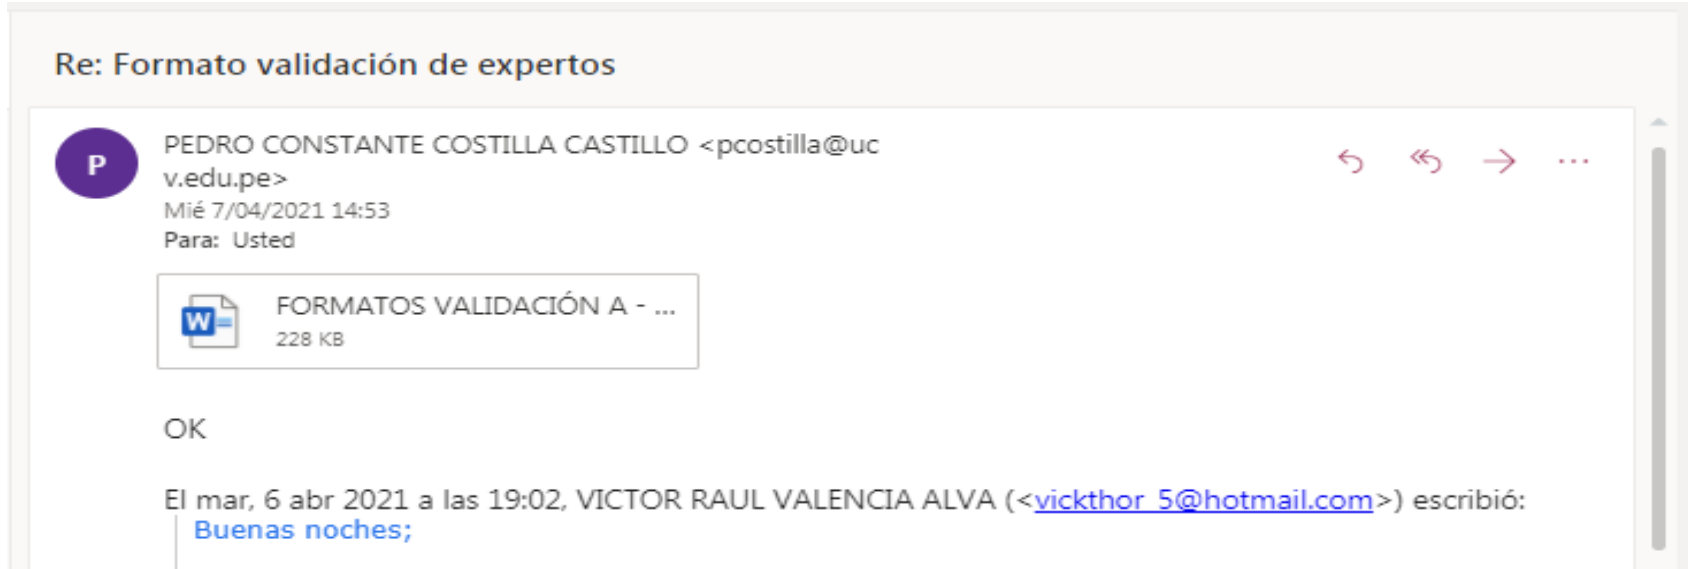 Re: Formato validación de expertos
P
PEDRO CONSTANTE COSTILLA CASTILLO <pcostilla@uc
v.edu.pe>
Mié 7/04/2021 14:53
Para: Usted
W
FORMATOS VALIDACIÓN A - ...
228 KB
OK
El mar, 6 abr 2021 a las 19:02, VICTOR RAUL VALENCIA ALVA (<vickthor_5@hotmail.com>) escribió:
Buenas noches;